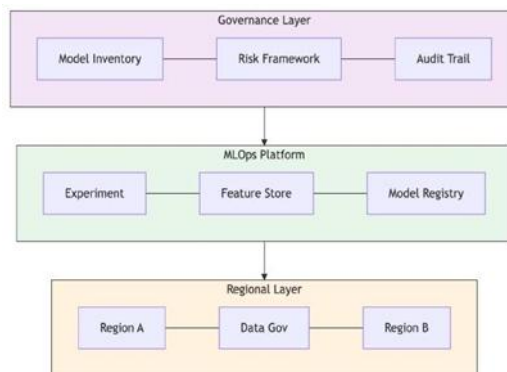 Governance Layer
Model Inventory
Risk Framework
Audit Trail
MLOps Platform
Experiment
Feature Store
Model Registry
Regional Layer
Region A
Data Gov
Region B